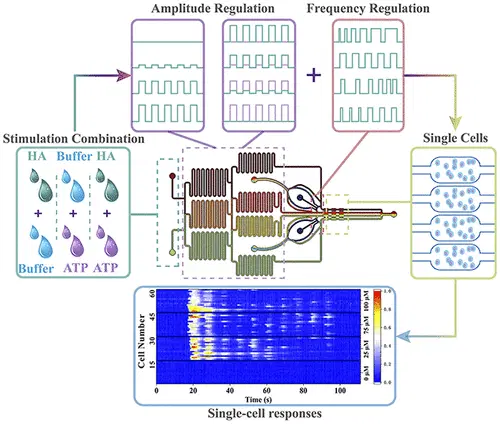 Amplitude Regulation
Frequency Regulation
+
Stimulation Combination
Single Cells
HA Buffer HA
+ + +
Buffer ATP ATP
Cell Number
60
45
30
15
0 µM 25 µM 75 µM 100 µM
1.0
0.8
0.6
0.4
0.2
0.0
0 20 40 60 80 100
Time (s)
Single-cell responses